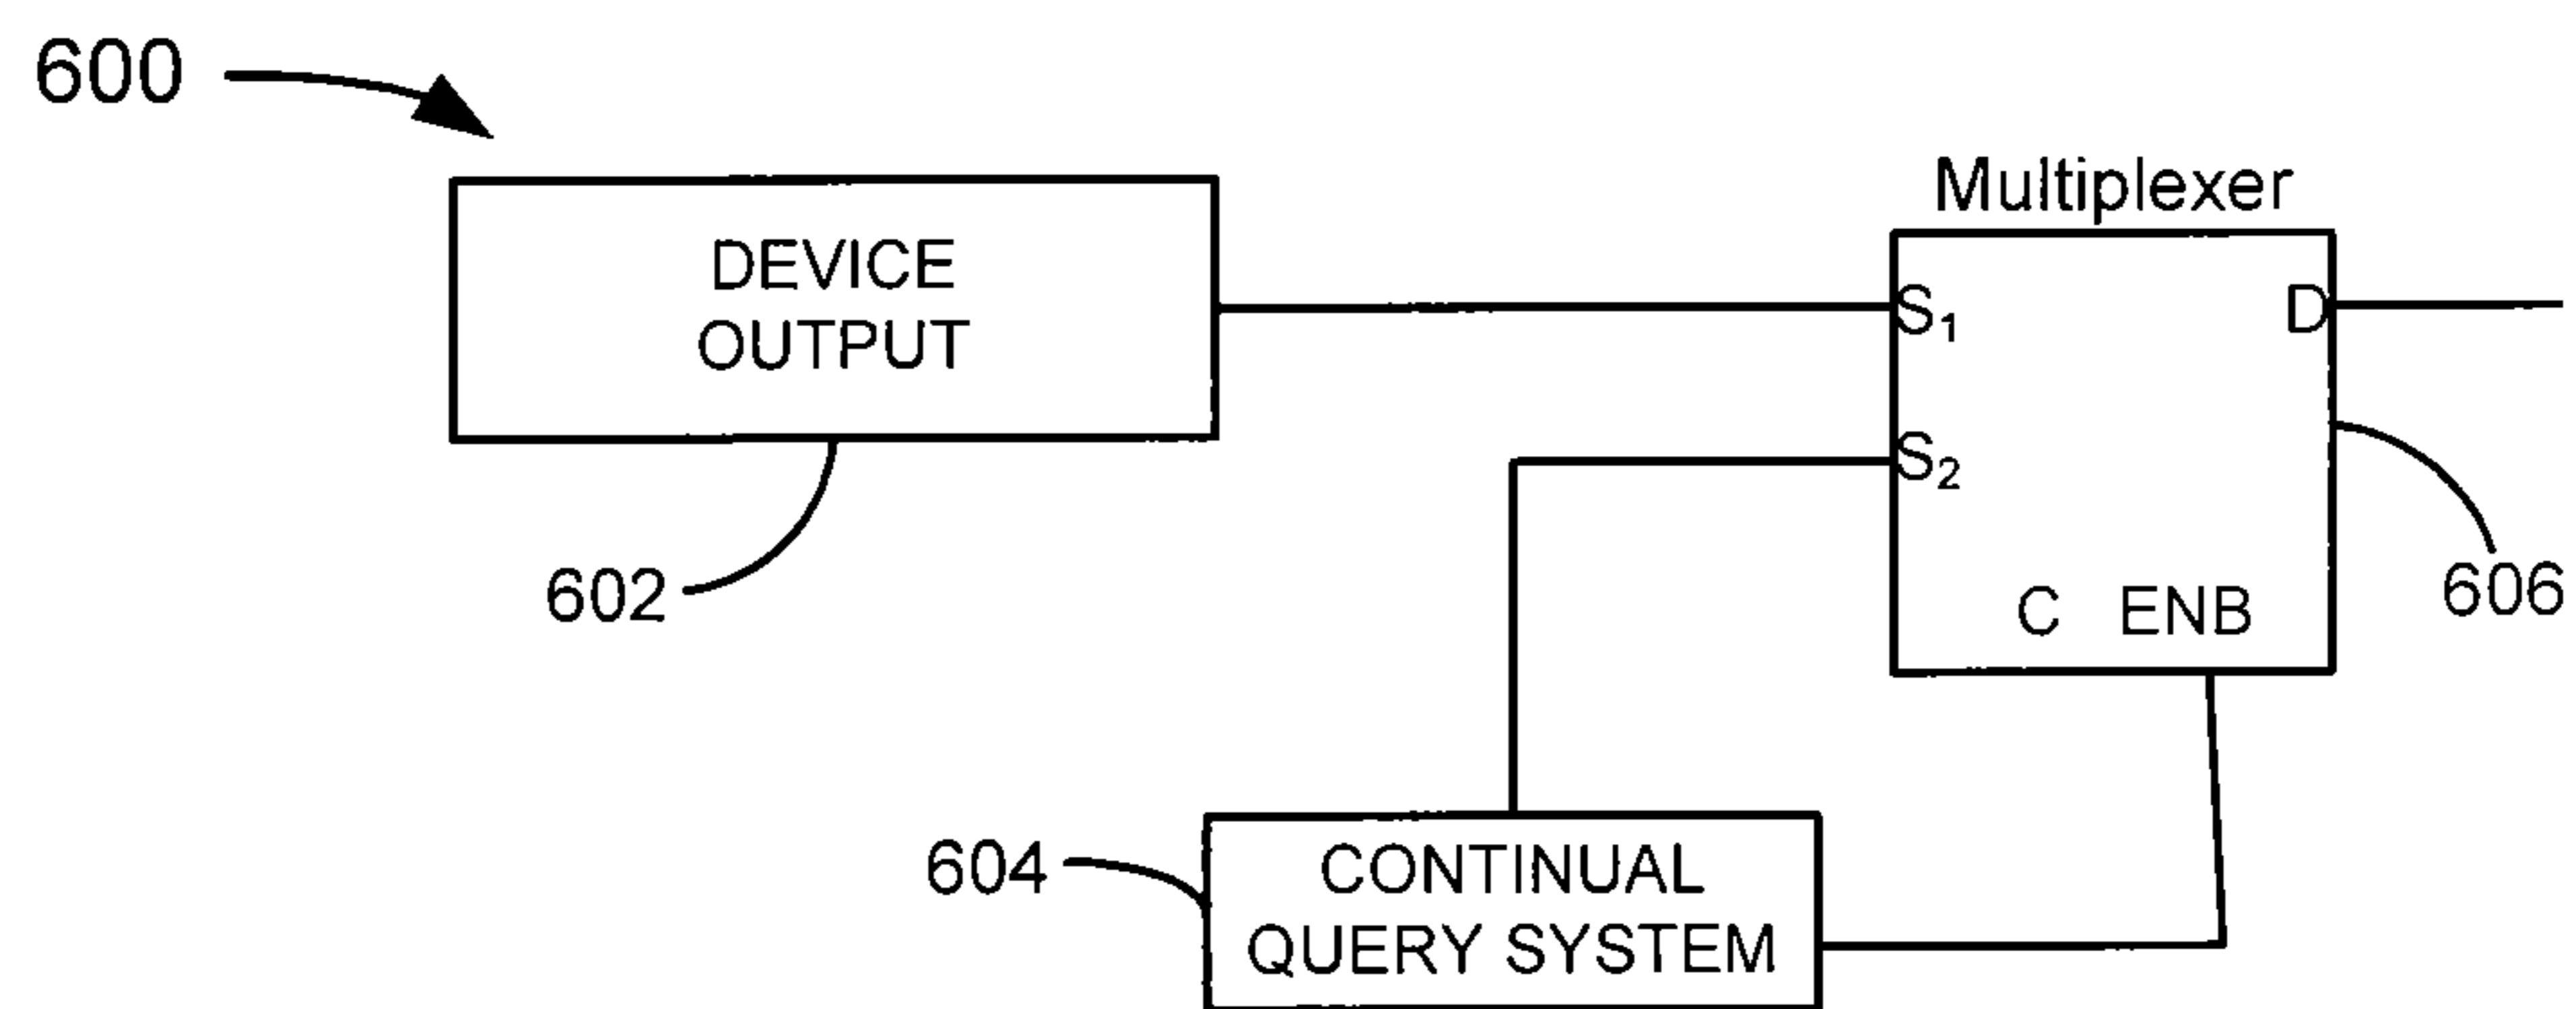 600
Multiplexer
DEVICE
OUTPUT
S₁
D
S₂
602
C ENB
606
604
CONTINUAL
QUERY SYSTEM